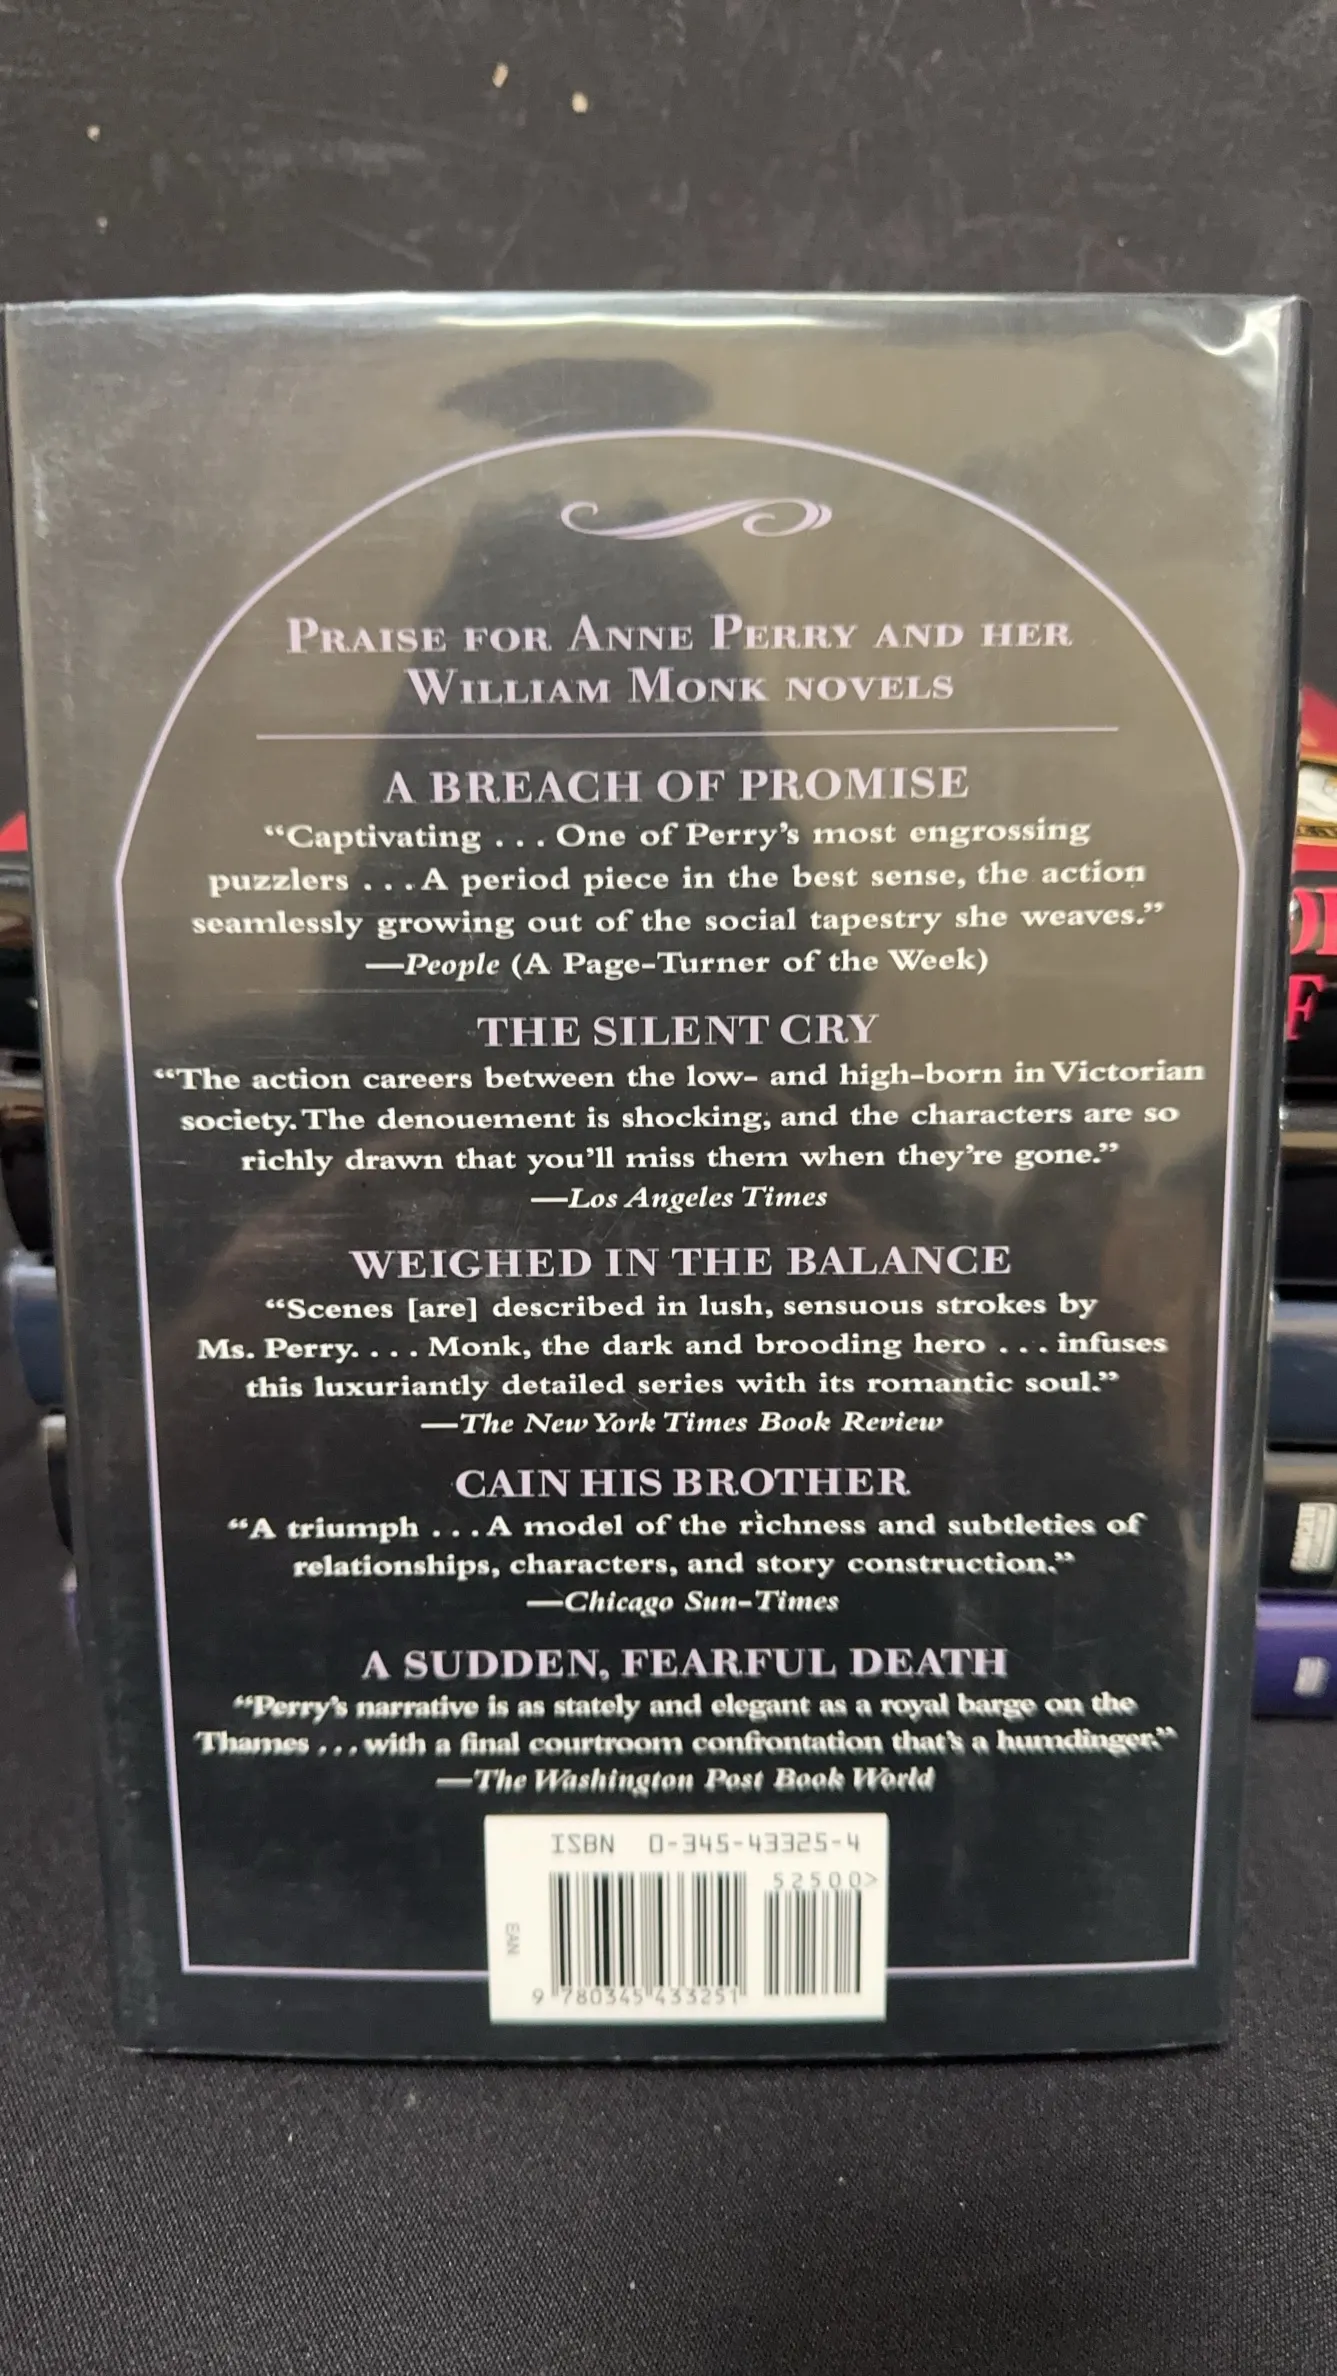 PRAISE FOR ANNE PERRY AND HER
WILLIAM MONK NOVELS
A BREACH OF PROMISE
“Captivating . . . One of Perry’s most engrossing
puzzlers . . . A period piece in the best sense, the action
seamlessly growing out of the social tapestry she weaves.”
—People (A Page-Turner of the Week)
THE SILENT CRY
“The action careers between the low- and high-born in Victorian
society. The denouement is shocking, and the characters are so
richly drawn that you’ll miss them when they’re gone.”
—Los Angeles Times
WEIGHED IN THE BALANCE
“Scenes [are] described in lush, sensuous strokes by
Ms. Perry. . . . Monk, the dark and brooding hero . . . infuses
this luxuriantly detailed series with its romantic soul.”
—The New York Times Book Review
CAIN HIS BROTHER
“A triumph . . . A model of the richness and subtleties of
relationships, characters, and story construction.”
—Chicago Sun-Times
A SUDDEN, FEARFUL DEATH
“Perry’s narrative is as stately and elegant as a royal barge on the
Thames . . . with a final courtroom confrontation that’s a humdinger.”
—The Washington Post Book World
ISBN 0-345-43325-4
52500>
EAN
9 780345 433251
F